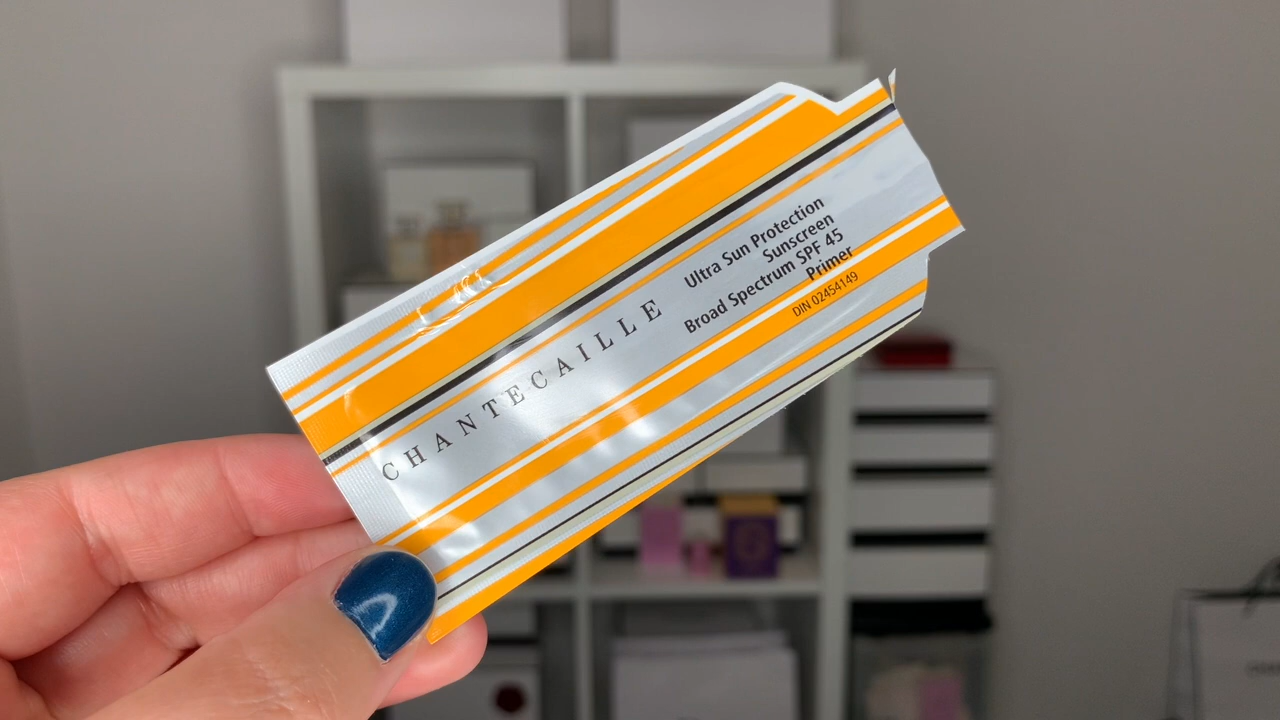 CHANTECAILLE
Ultra Sun Protection
Sunscreen
Broad Spectrum SPF 45
Primer
DIN 02454149